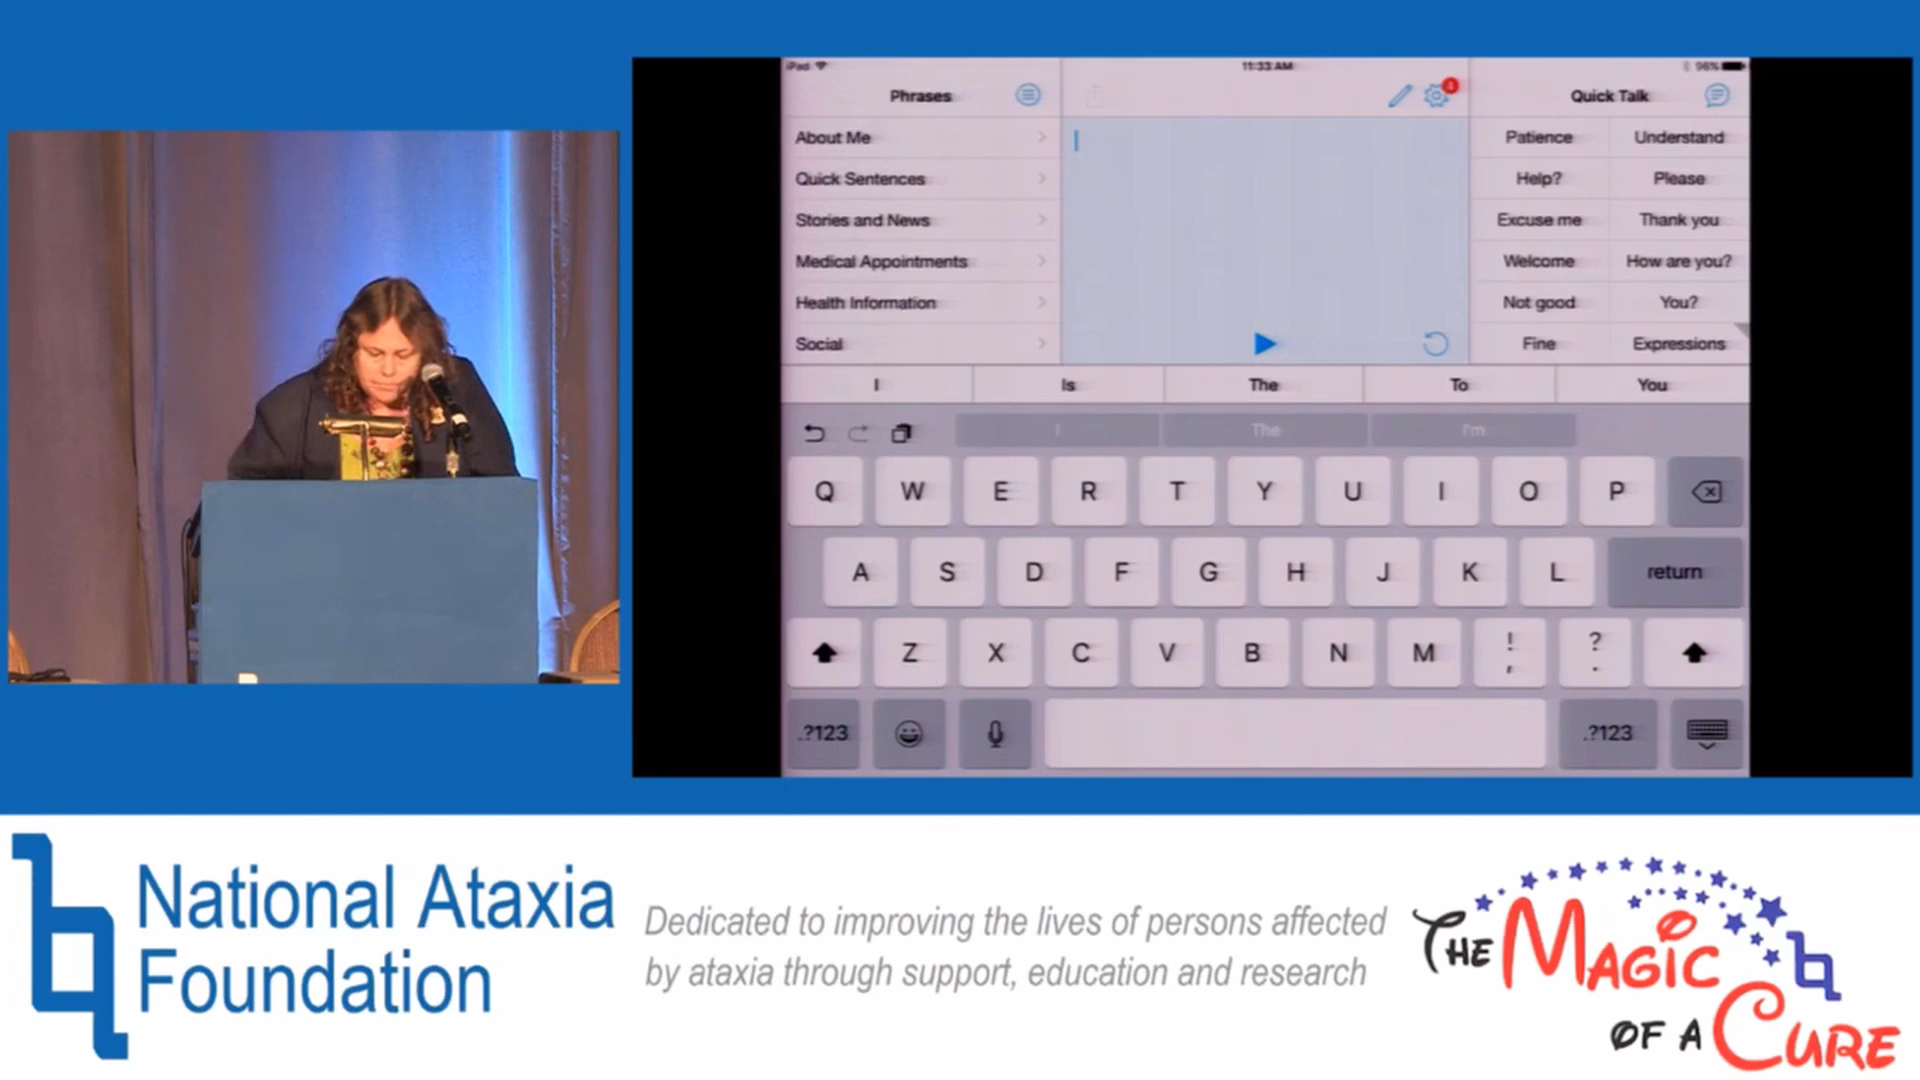 iPad
11:33 AM
96%
Phrases
Quick Talk
4
About Me
Quick Sentences
Stories and News
Medical Appointments
Health Information
Social
Patience
Understand
Help?
Please
Excuse me
Thank you
Welcome
How are you?
Not good
You?
Fine
Expressions
I
Is
The
To
You
I
The
I'm
Q W E R T Y U I O P
A S D F G H J K L return
Z X C V B N M ! , ? .
.?123
.?123
National Ataxia
Foundation
Dedicated to improving the lives of persons affected
by ataxia through support, education and research
THE MAGIC
OF A CURE